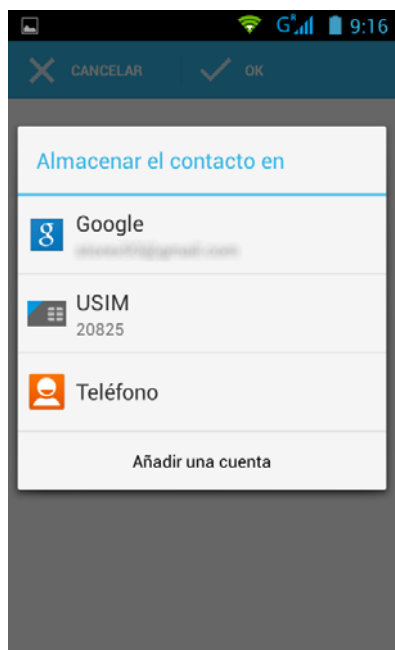 G 9:16
CANCELAR OK
Almacenar el contacto en
Google
USIM
20825
Teléfono
Añadir una cuenta